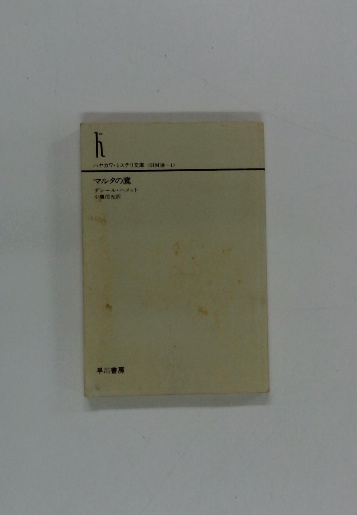 h
ハヤカワ・ミステリ文庫
マルタの鷹
ダシール・ハメット
早川書房